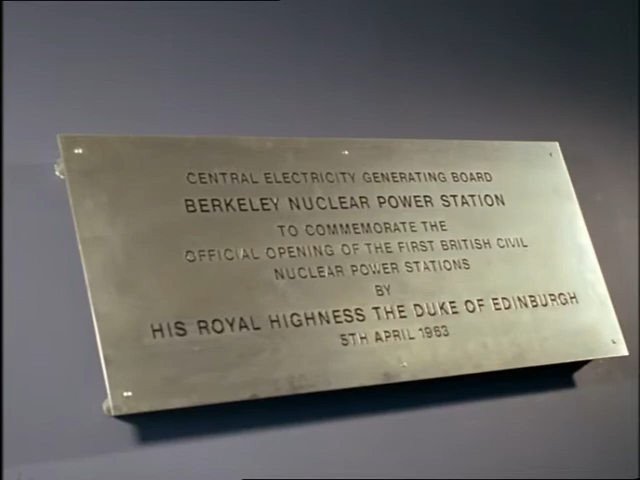 CENTRAL ELECTRICITY GENERATING BOARD
BERKELEY NUCLEAR POWER STATION
TO COMMEMORATE THE
OFFICIAL OPENING OF THE FIRST BRITISH CIVIL
NUCLEAR POWER STATIONS
BY
HIS ROYAL HIGHNESS THE DUKE OF EDINBURGH
5TH APRIL 1963